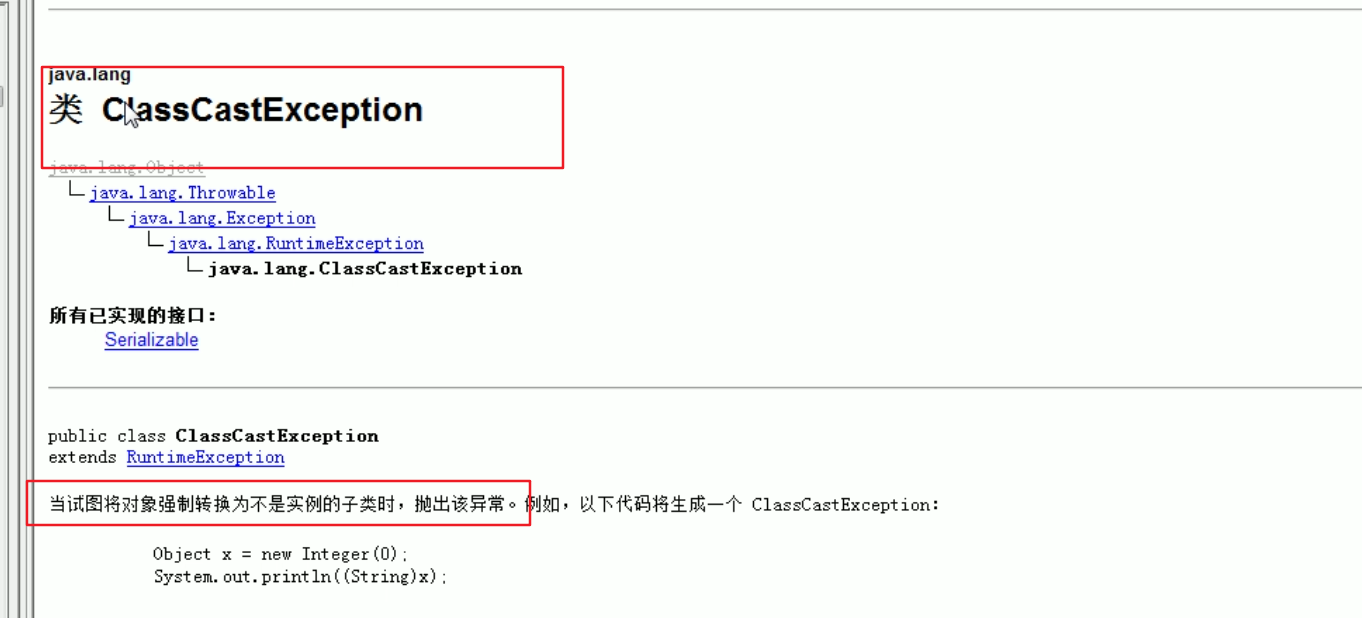 java.lang
类 ClassCastException
java.lang.Object
java.lang.Throwable
java.lang.Exception
java.lang.RuntimeException
java.lang.ClassCastException
所有已实现的接口：
Serializable
public class ClassCastException
extends RuntimeException
当试图将对象强制转换为不是实例的子类时，抛出该异常。例如，以下代码将生成一个 ClassCastException：
Object x = new Integer(0);
System.out.println((String)x);